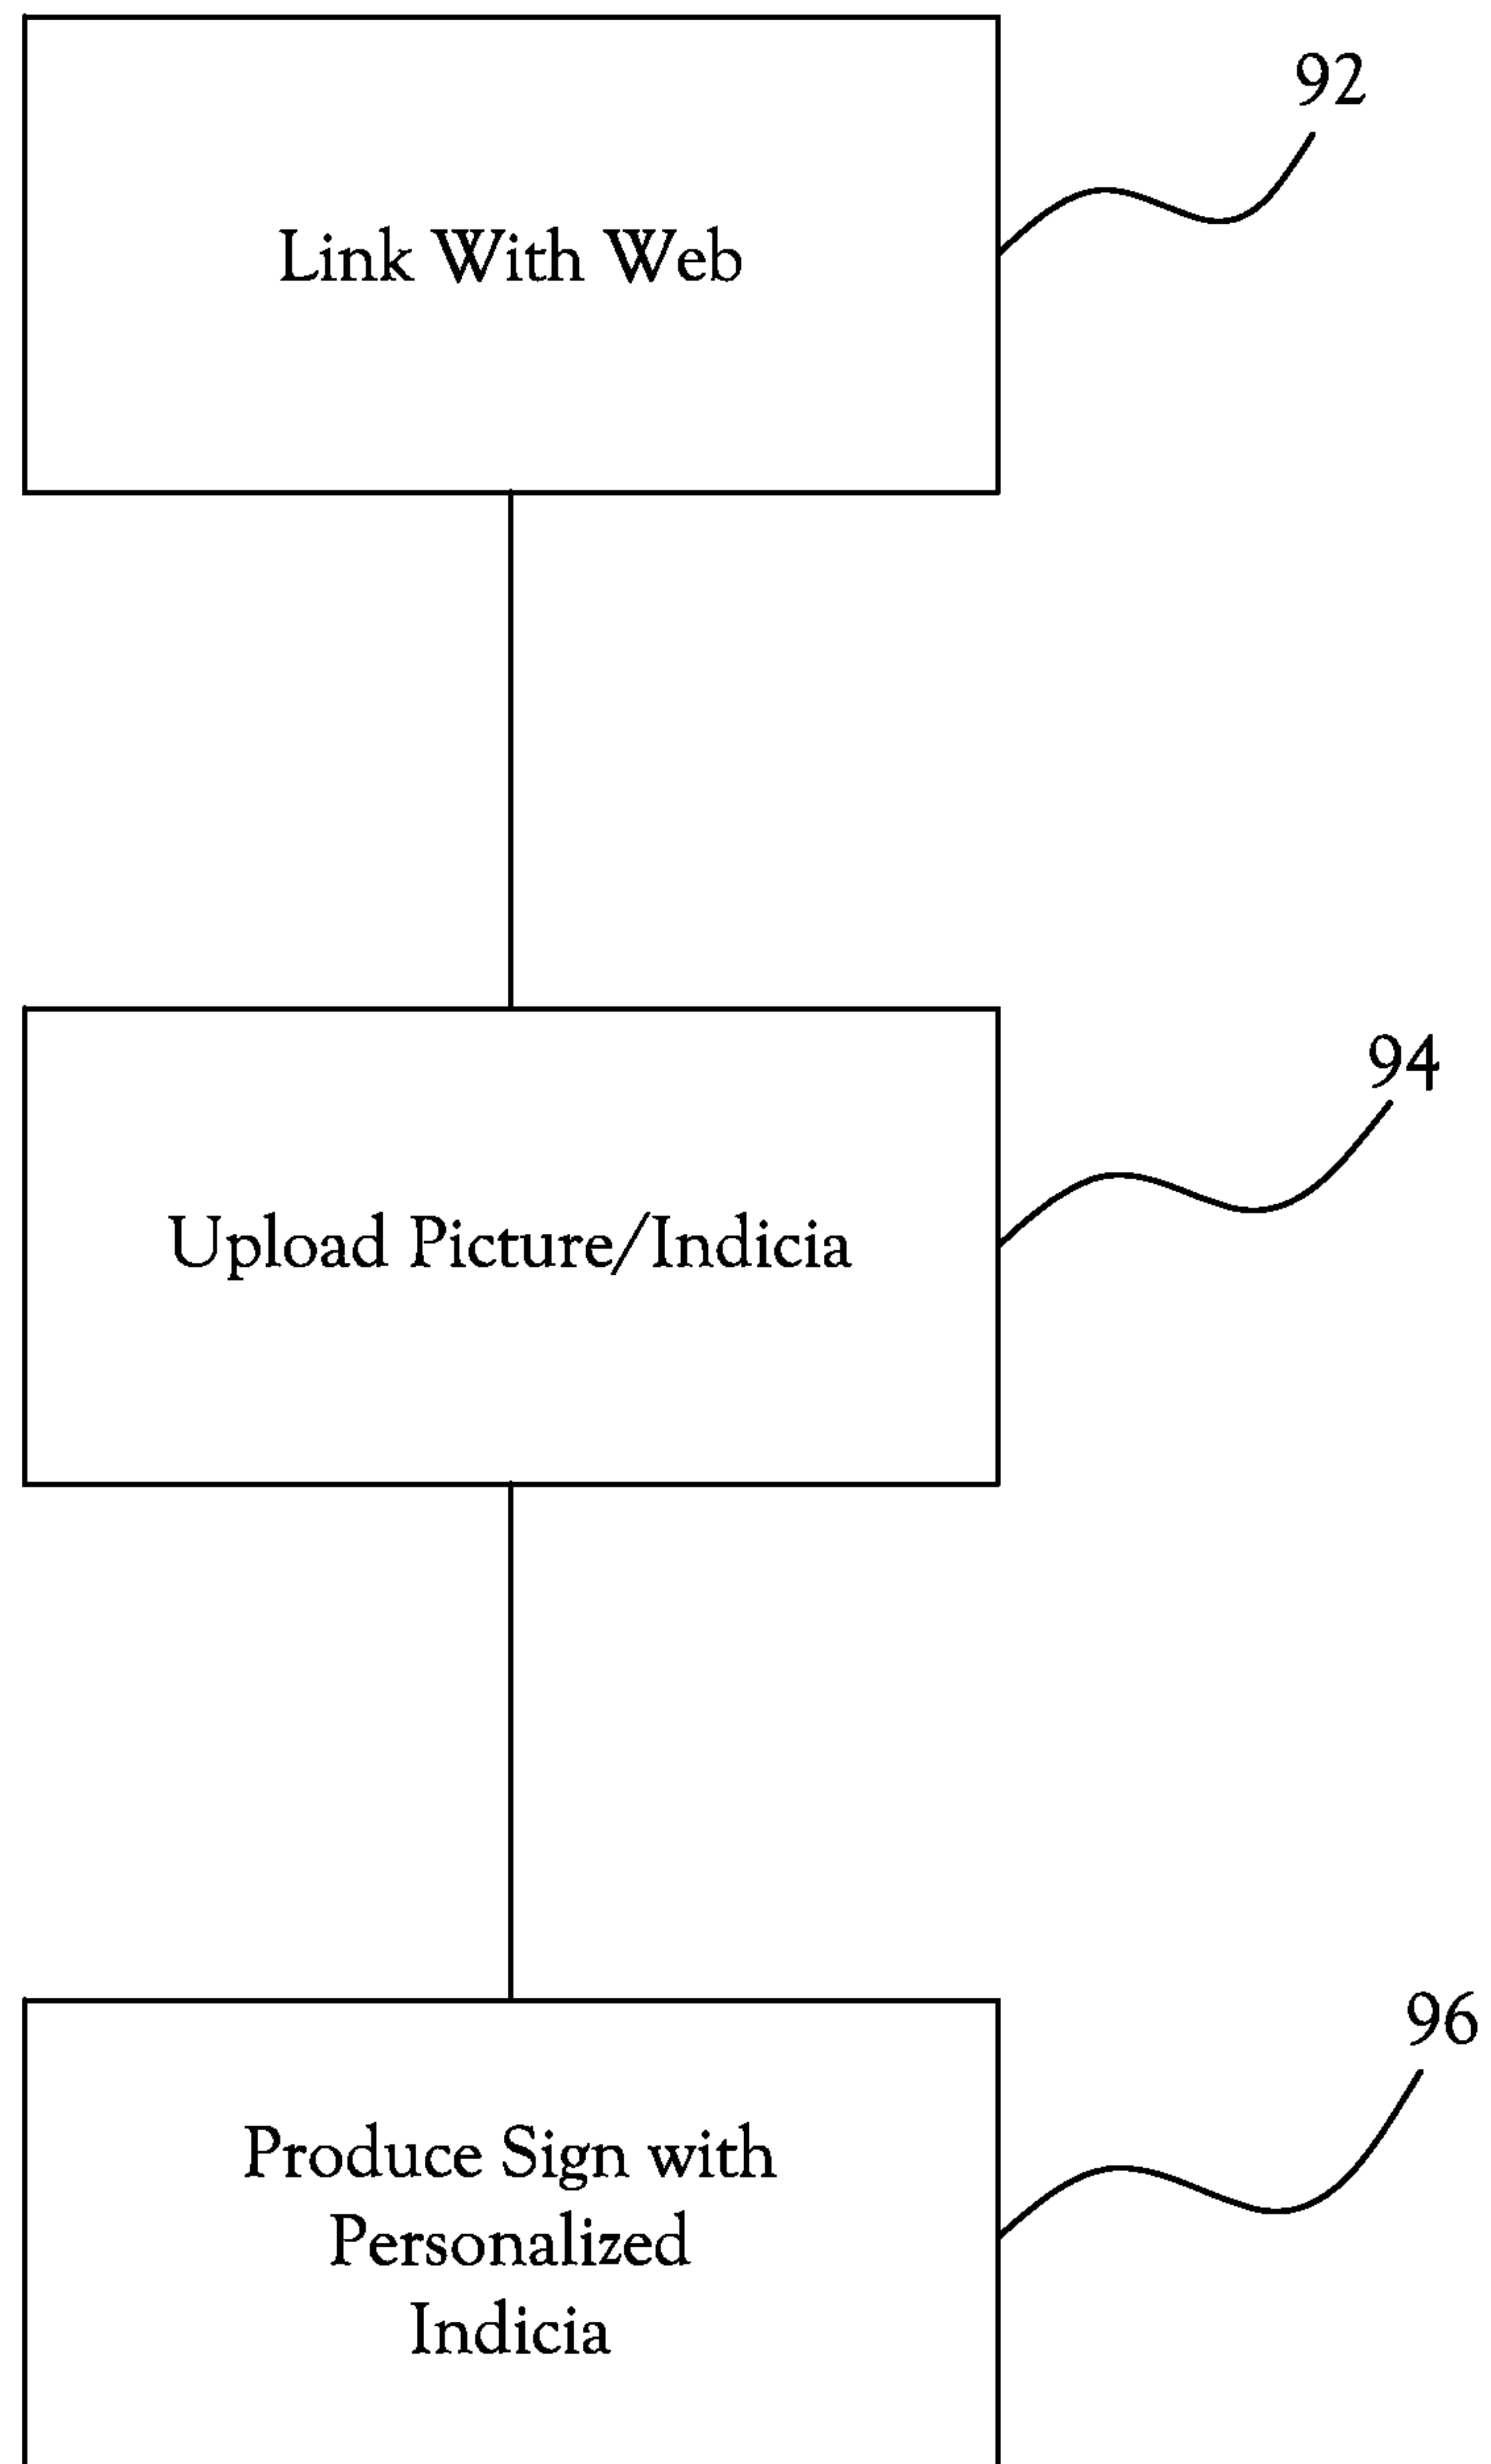 92
Link With Web
94
Upload Picture/Indicia
96
Produce Sign with
Personalized
Indicia